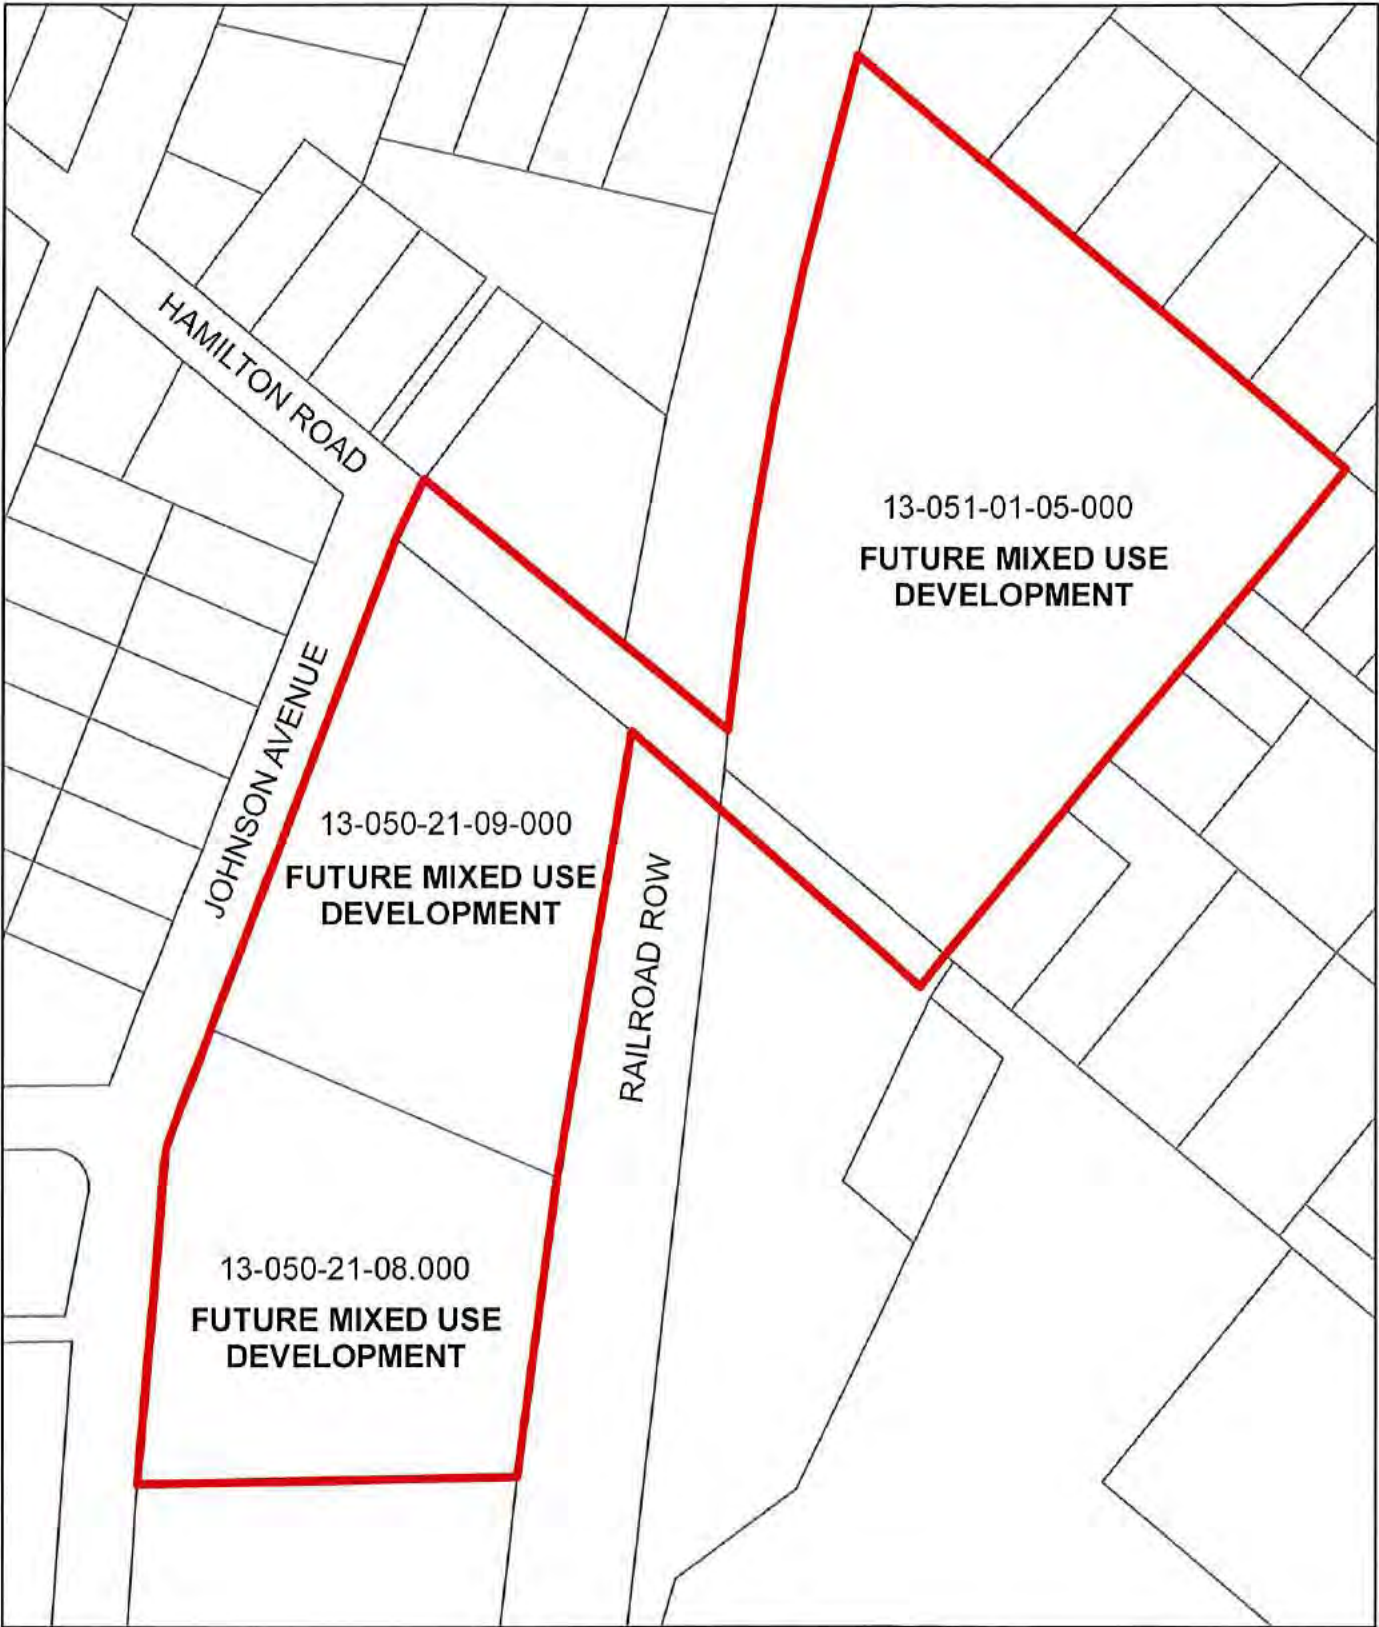 HAMILTON ROAD
13-051-01-05-000
FUTURE MIXED USE
DEVELOPMENT
JOHNSON AVENUE
13-050-21-09-000
FUTURE MIXED USE
DEVELOPMENT
RAILROAD ROW
13-050-21-08.000
FUTURE MIXED USE
DEVELOPMENT